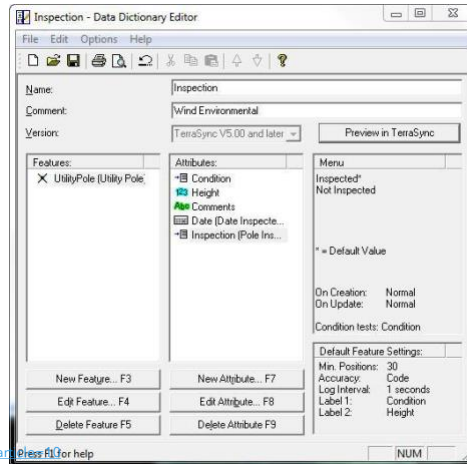 Inspection - Data Dictionary Editor
File Edit Options Help
Name: Inspection
Comment: Wind Environmental
Version: TerraSync V5.00 and later
Preview in TerraSync
Features:
UtilityPole (Utility Pole)
Attributes:
Condition
123 Height
Abc Comments
Date (Date Inspecte...
Inspection (Pole Ins...
Menu
Inspected*
Not Inspected
* = Default Value
On Creation: Normal
On Update: Normal
Condition tests: Condition
Default Feature Settings:
Min. Positions: 30
Accuracy: Code
Log Interval: 1 seconds
Label 1: Condition
Label 2: Height
New Feature... F3
Edit Feature... F4
Delete Feature F5
New Attribute... F7
Edit Attribute... F8
Delete Attribute F9
Press F1 for help
NUM